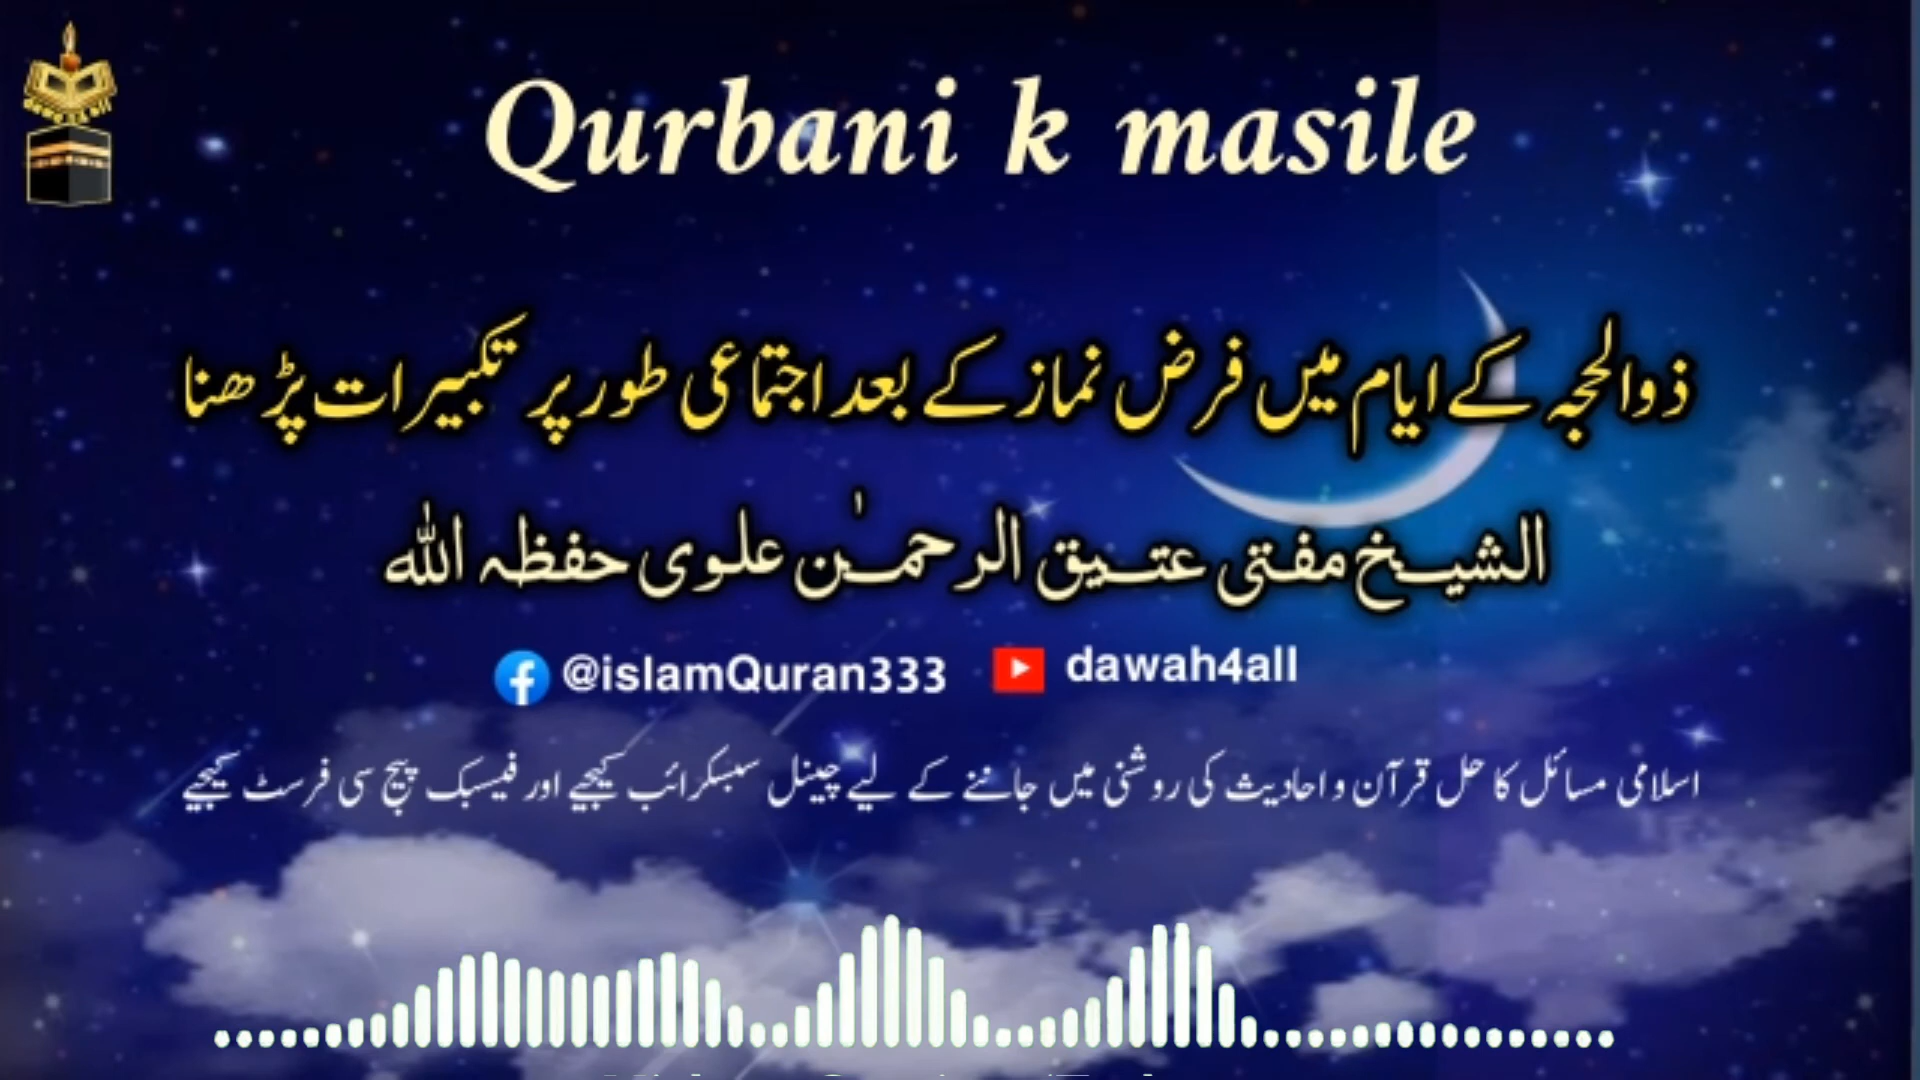 dawah4all
Qurbani k masile
ذوالحجہ کے ایام میں فرض نماز کے بعد اجتماعی طور پر تکبیرات پڑھنا
الشیخ مفتی عتیق الرحمٰن علوی حفظہ اللہ
@islamQuran333 dawah4all
اسلامی مسائل کا حل قرآن و احادیث کی روشنی میں جاننے کے لیے چینل سبسکرائب کیجیے اور فیسبک پیج سی فرسٹ کیجیے